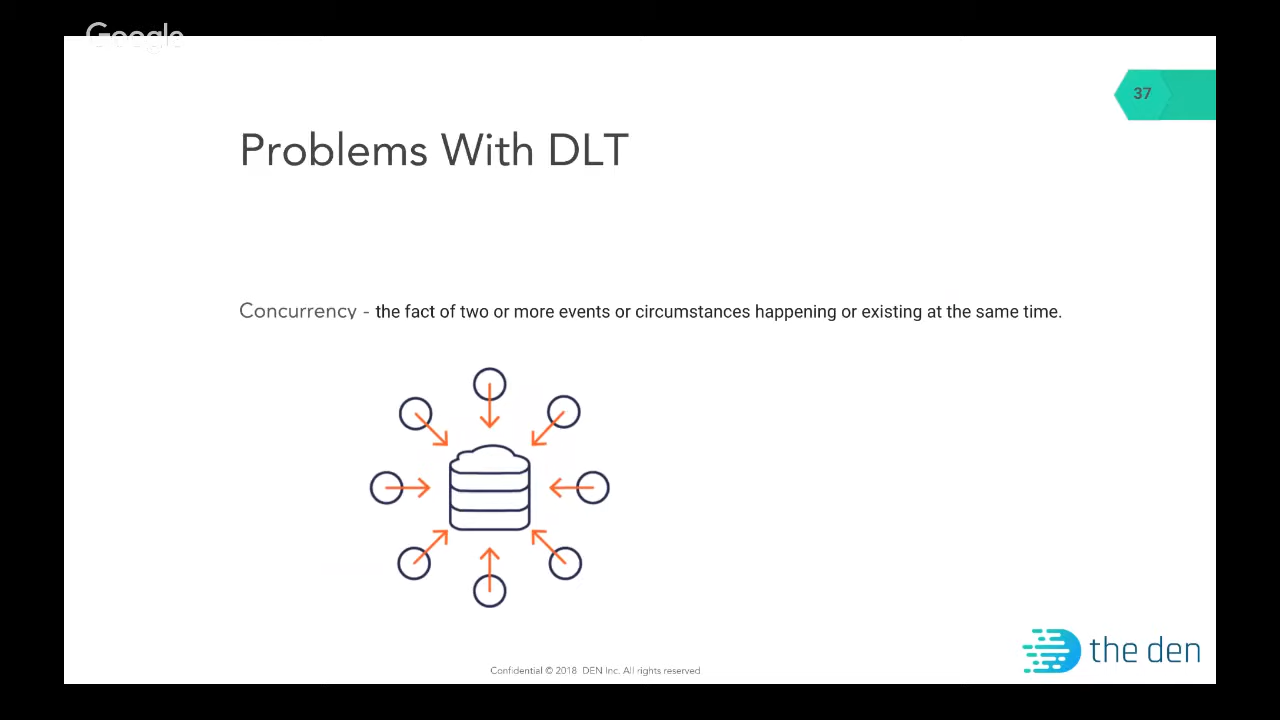 Google
37
Problems With DLT
Concurrency - the fact of two or more events or circumstances happening or existing at the same time.
the den
Confidential © 2018 DEN Inc. All rights reserved